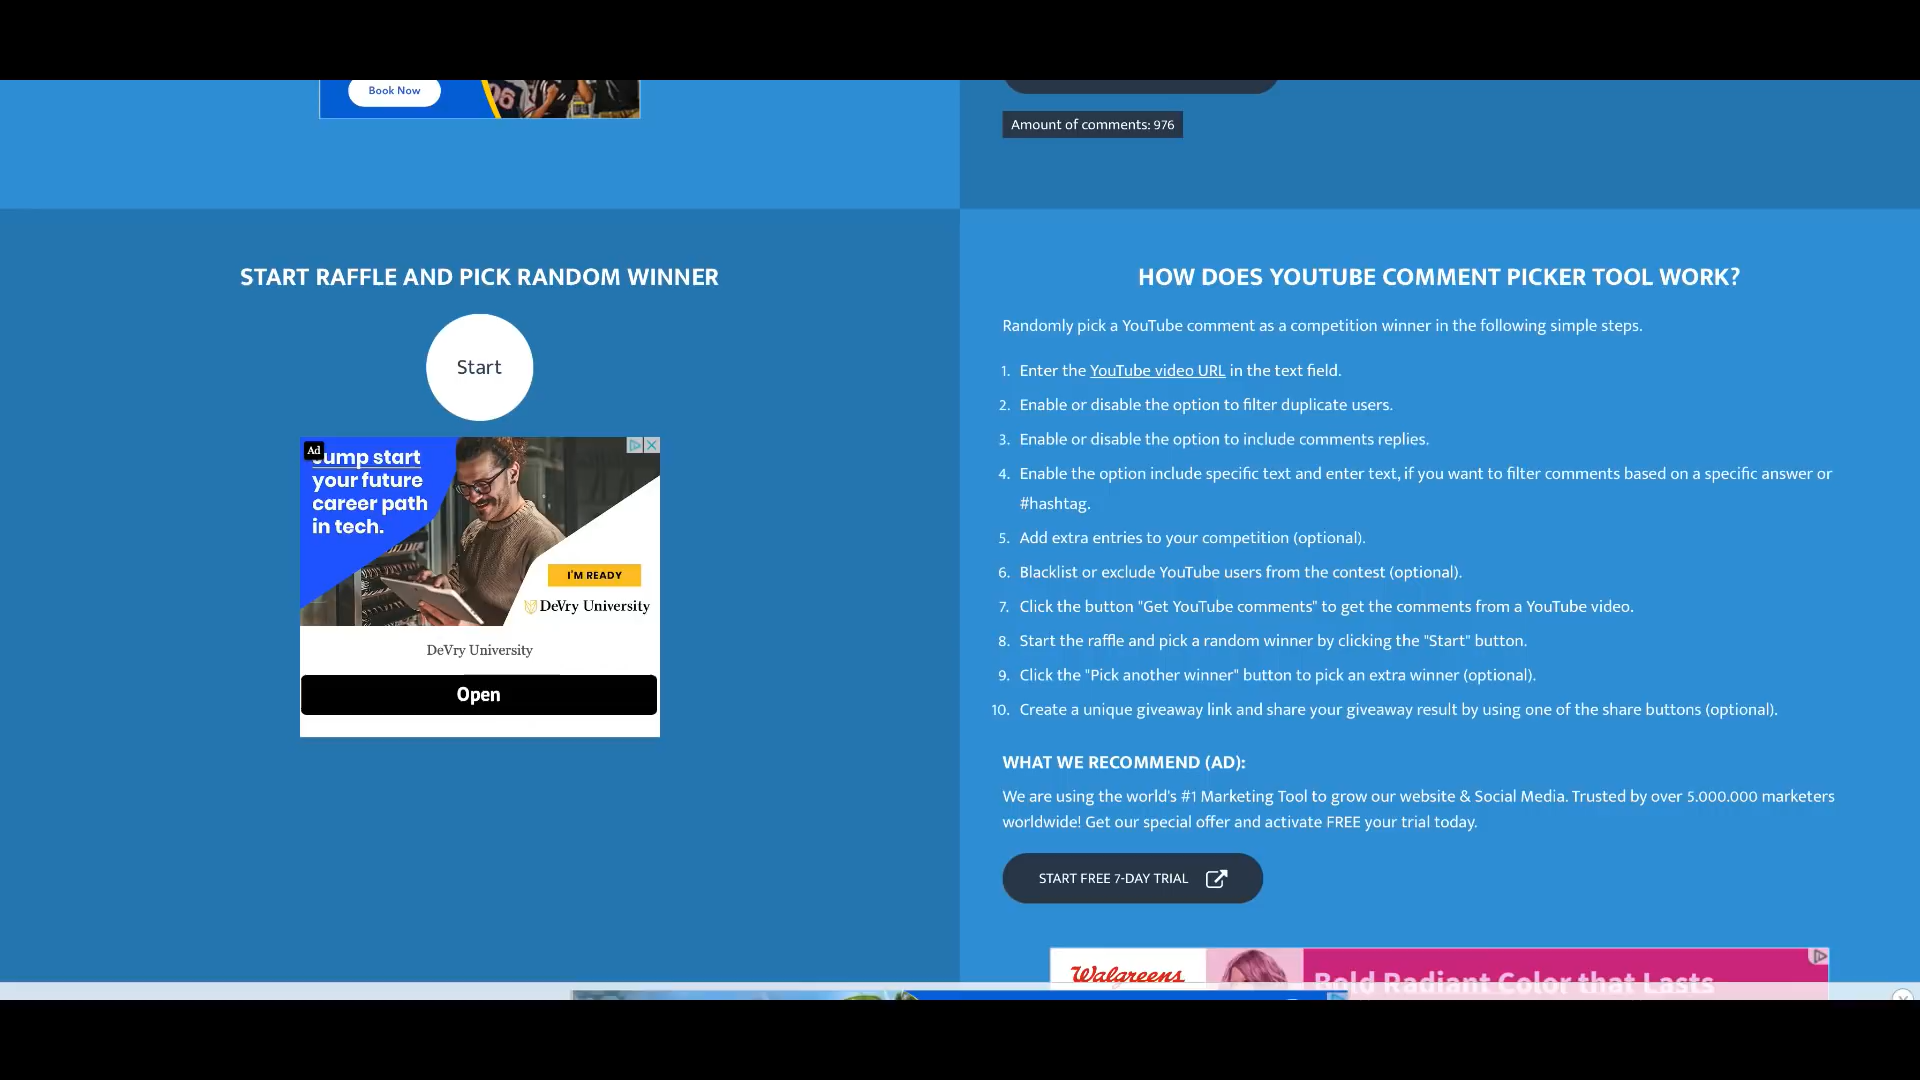 Book Now
06
Amount of comments: 976
START RAFFLE AND PICK RANDOM WINNER
Start
Ad
Jump start
your future
career path
in tech.
I'M READY
DeVry University
DeVry University
Open
HOW DOES YOUTUBE COMMENT PICKER TOOL WORK?
Randomly pick a YouTube comment as a competition winner in the following simple steps.
1. Enter the YouTube video URL in the text field.
2. Enable or disable the option to filter duplicate users.
3. Enable or disable the option to include comments replies.
4. Enable the option include specific text and enter text, if you want to filter comments based on a specific answer or
#hashtag.
5. Add extra entries to your competition (optional).
6. Blacklist or exclude YouTube users from the contest (optional).
7. Click the button "Get YouTube comments" to get the comments from a YouTube video.
8. Start the raffle and pick a random winner by clicking the "Start" button.
9. Click the "Pick another winner" button to pick an extra winner (optional).
10. Create a unique giveaway link and share your giveaway result by using one of the share buttons (optional).
WHAT WE RECOMMEND (AD):
We are using the world's #1 Marketing Tool to grow our website & Social Media. Trusted by over 5.000.000 marketers
worldwide! Get our special offer and activate FREE your trial today.
START FREE 7-DAY TRIAL
Walgreens
Bold Radiant Color that Lasts